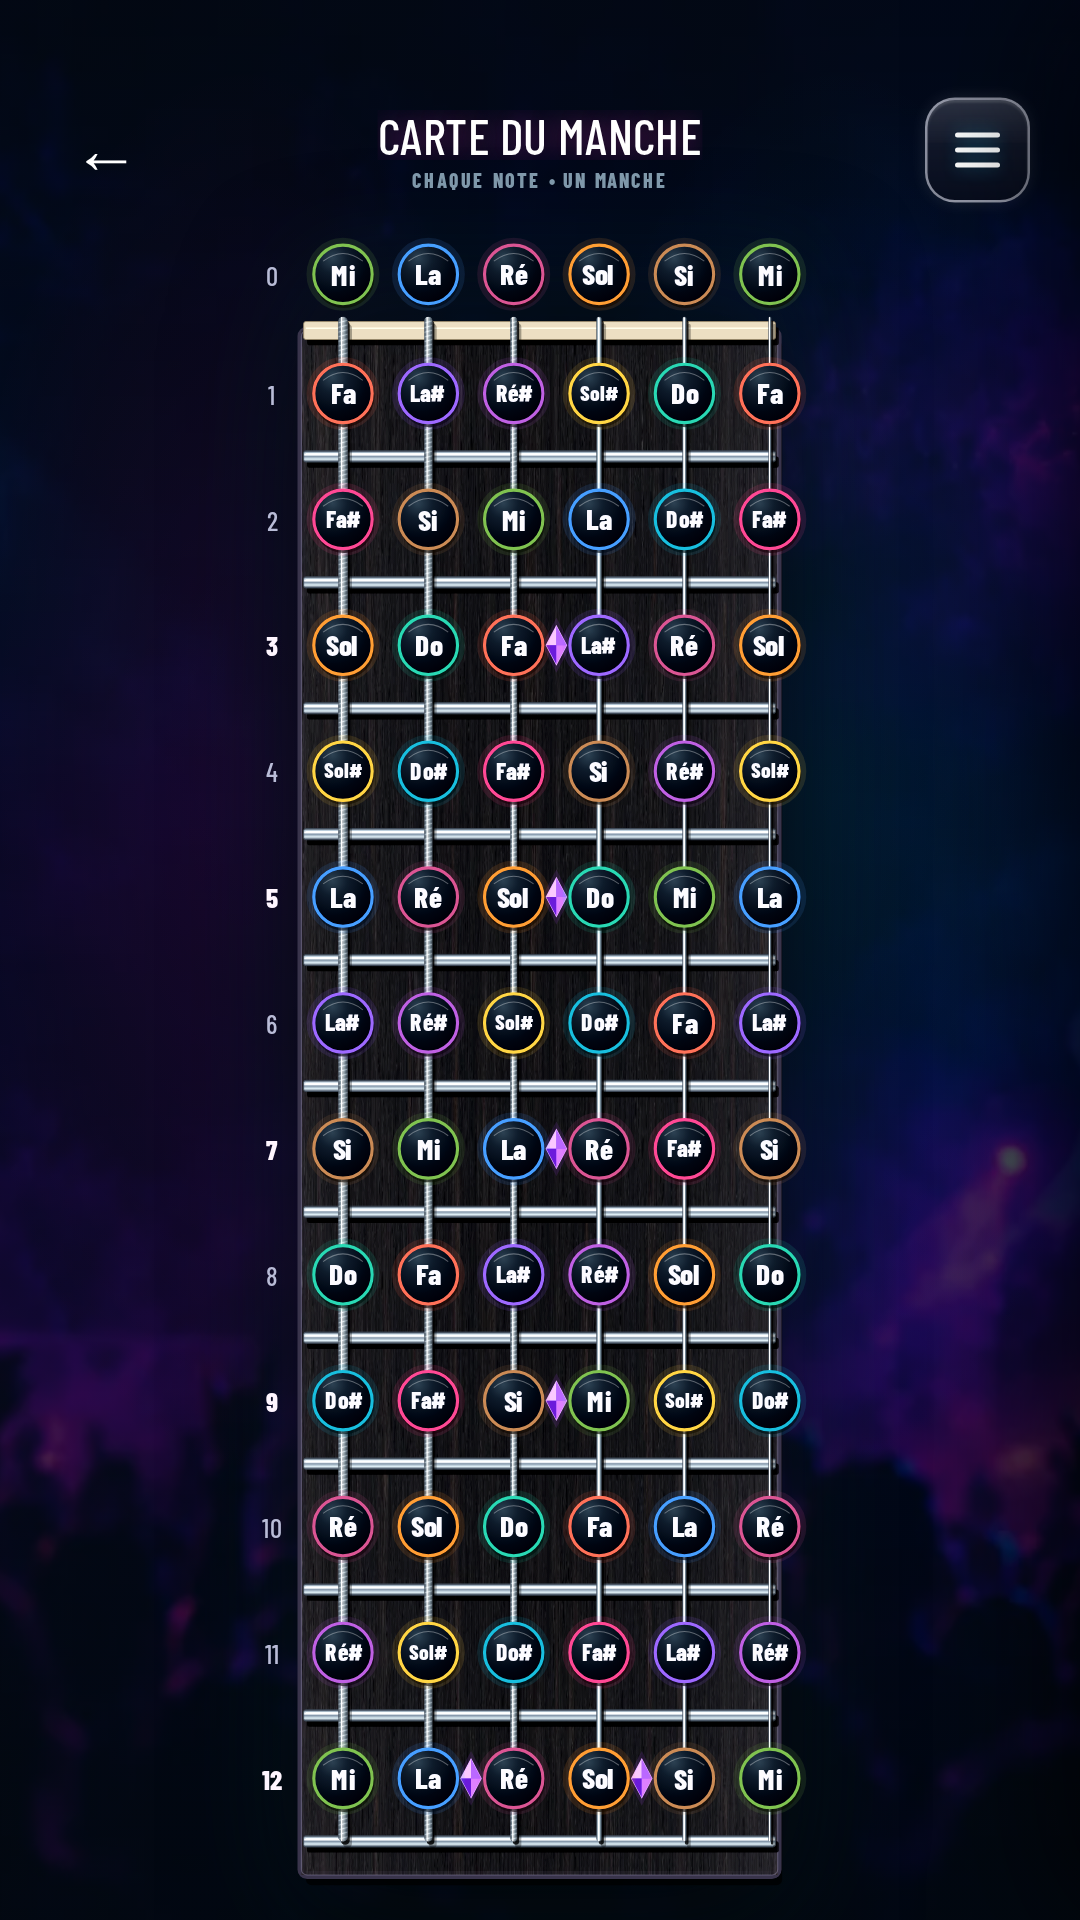 ←
CARTE DU MANCHE
CHAQUE NOTE • UN MANCHE
0 Mi La Ré Sol Si Mi
1 Fa La# Ré# Sol# Do Fa
2 Fa# Si Mi La Do# Fa#
3 Sol Do Fa La# Ré Sol
4 Sol# Do# Fa# Si Ré# Sol#
5 La Ré Sol Do Mi La
6 La# Ré# Sol# Do# Fa La#
7 Si Mi La Ré Fa# Si
8 Do Fa La# Ré# Sol Do
9 Do# Fa# Si Mi Sol# Do#
10 Ré Sol Do Fa La Ré
11 Ré# Sol# Do# Fa# La# Ré#
12 Mi La Ré Sol Si Mi